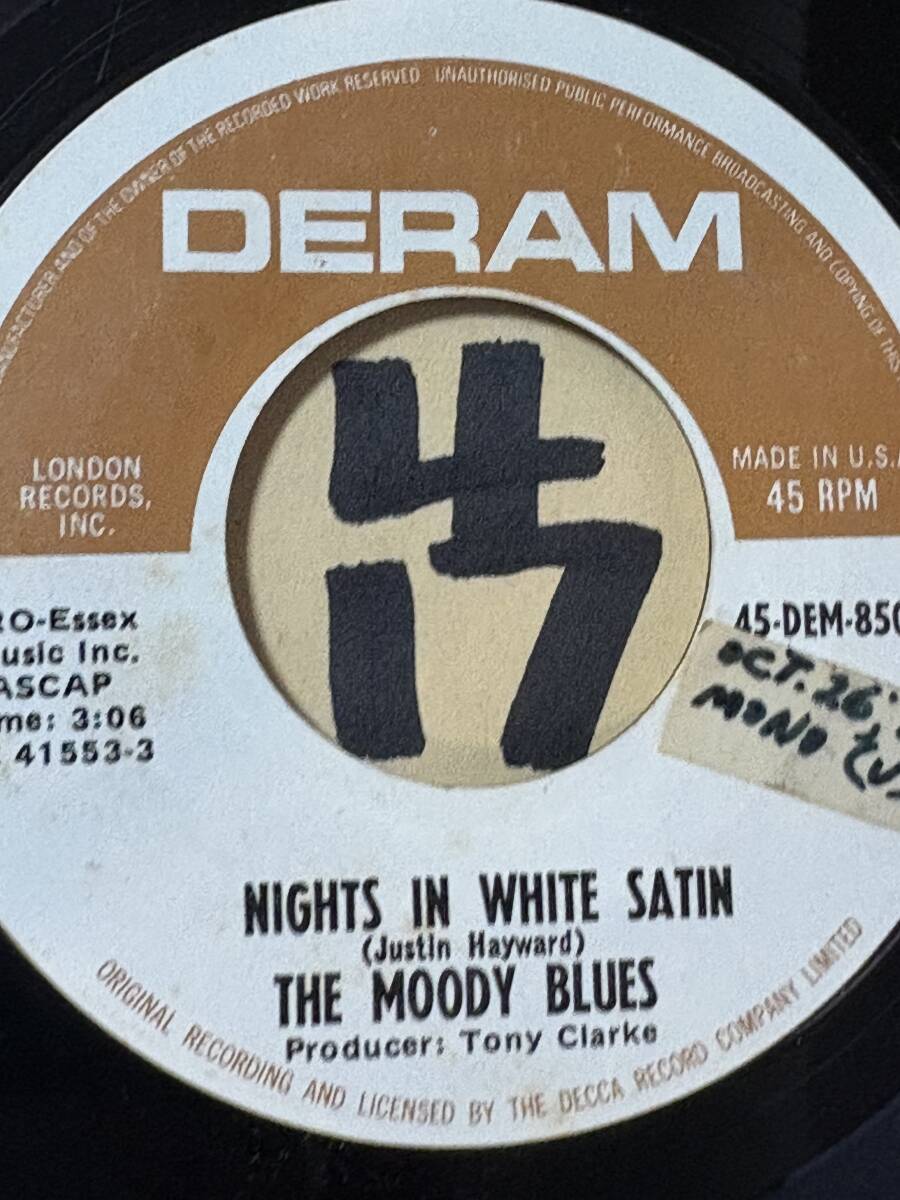 MANUFACTURER AND OF THE OWNER OF THE RECORDED WORK RESERVED UNAUTHORISED PUBLIC PERFORMANCE BROADCASTING AND COPYING OF THIS
DERAM
LONDON
RECORDS,
INC.
MADE IN U.S.A
45 RPM
RO-Essex
usic Inc.
ASCAP
me: 3:06
41553-3
45-DEM-850
OCT. 26
MONO
NIGHTS IN WHITE SATIN
(Justin Hayward)
THE MOODY BLUES
Producer: Tony Clarke
ORIGINAL RECORDING AND LICENSED BY THE DECCA RECORD COMPANY LIMITED